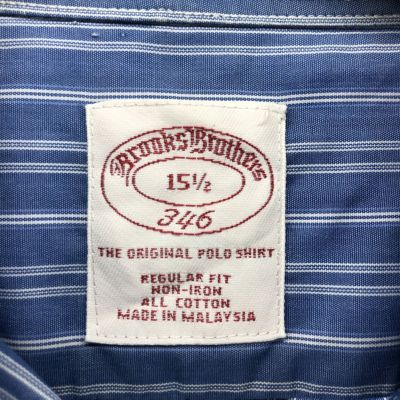 Brooks Brothers
15½
346
THE ORIGINAL POLO SHIRT
REGULAR FIT
NON-IRON
ALL COTTON
MADE IN MALAYSIA